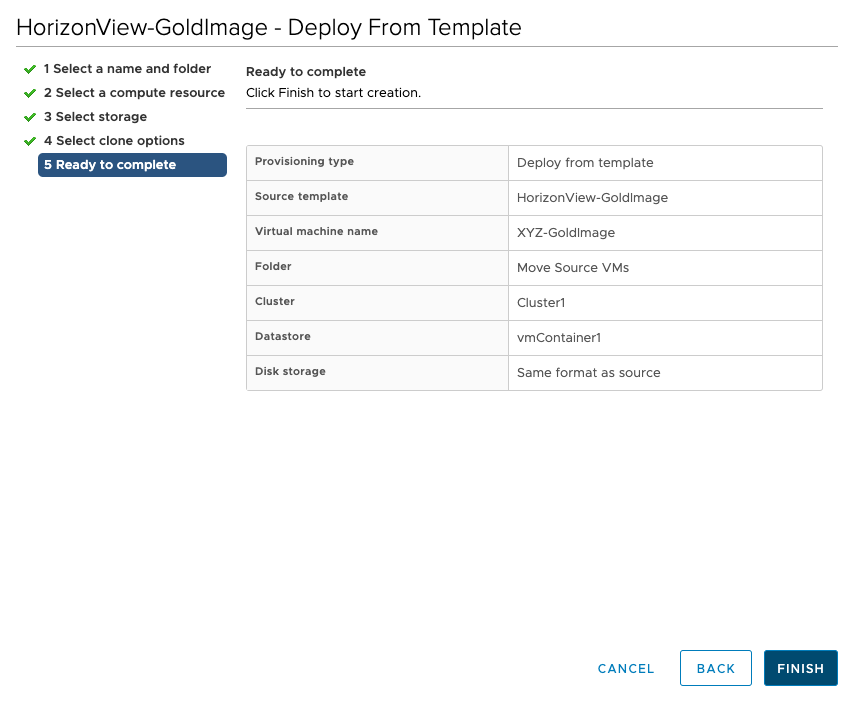 HorizonView-GoldImage - Deploy From Template
1 Select a name and folder
2 Select a compute resource
3 Select storage
4 Select clone options
5 Ready to complete
Ready to complete
Click Finish to start creation.
Provisioning type Deploy from template
Source template HorizonView-GoldImage
Virtual machine name XYZ-GoldImage
Folder Move Source VMs
Cluster Cluster1
Datastore vmContainer1
Disk storage Same format as source
CANCEL BACK FINISH